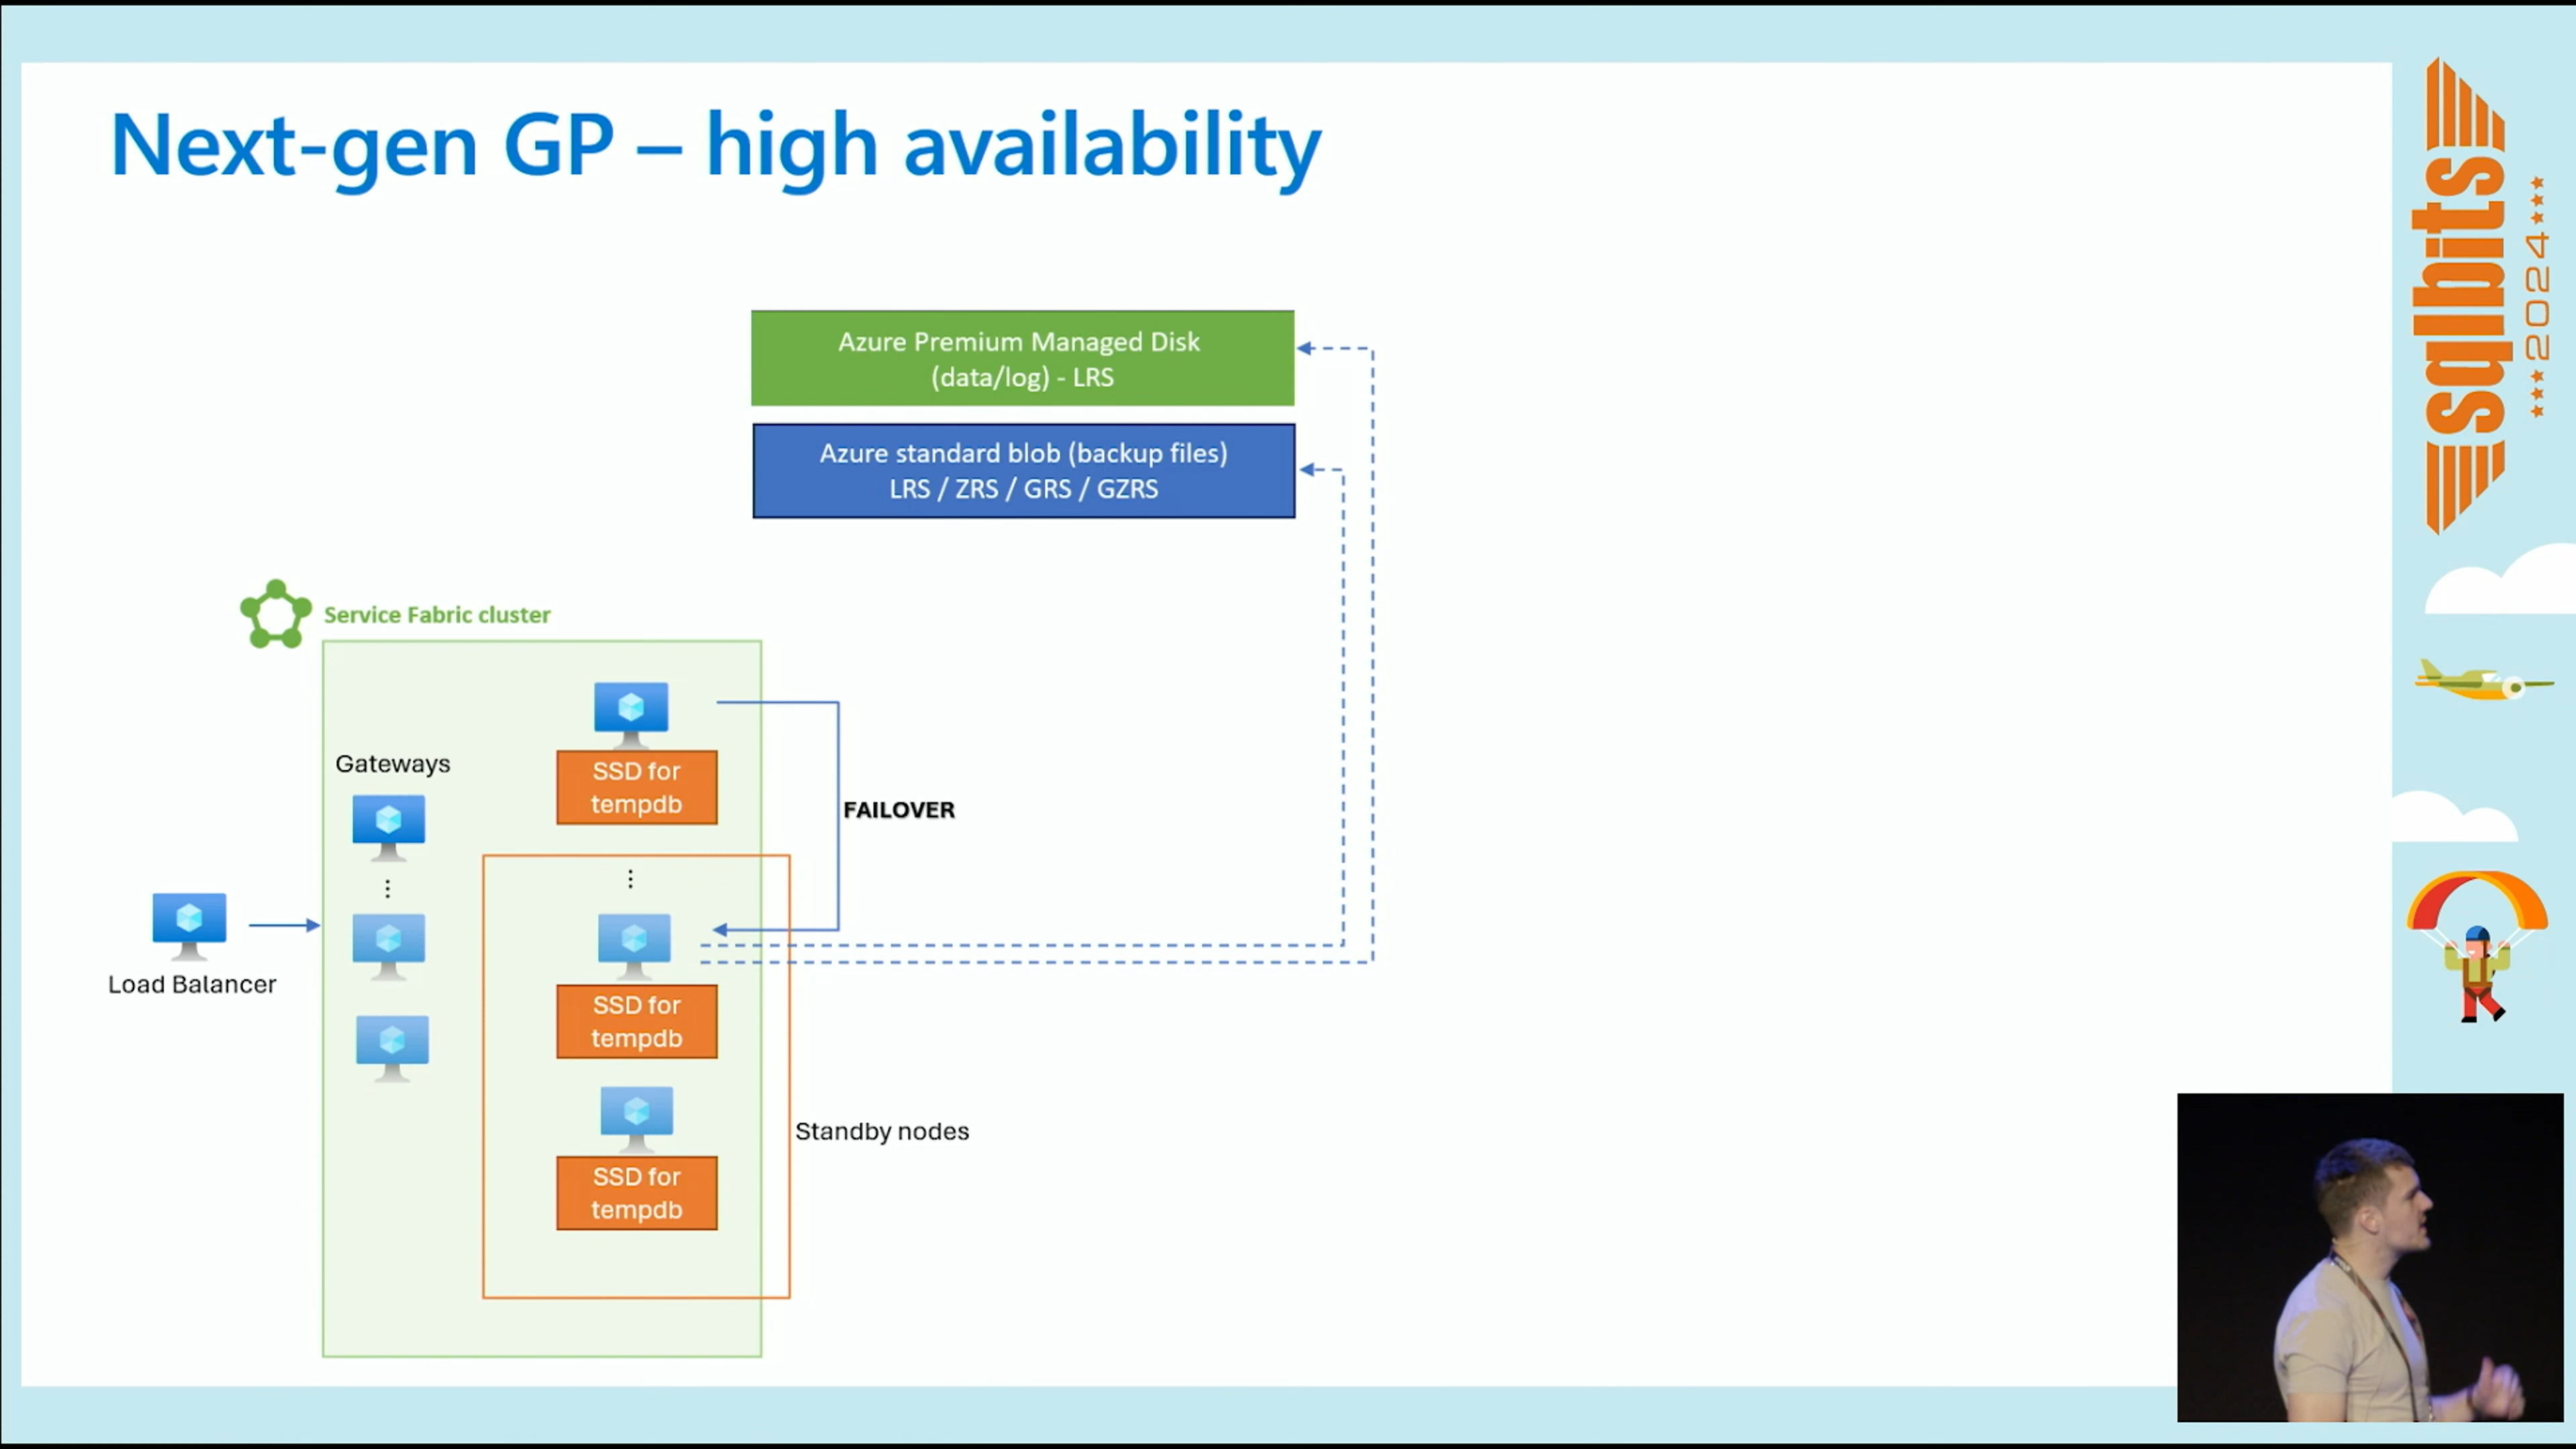 Next-gen GP – high availability
Azure Premium Managed Disk
(data/log) - LRS
Azure standard blob (backup files)
LRS / ZRS / GRS / GZRS
Service Fabric cluster
SSD for
tempdb
Gateways
FAILOVER
Load Balancer
SSD for
tempdb
Standby nodes
SSD for
tempdb
sqlbits
2024